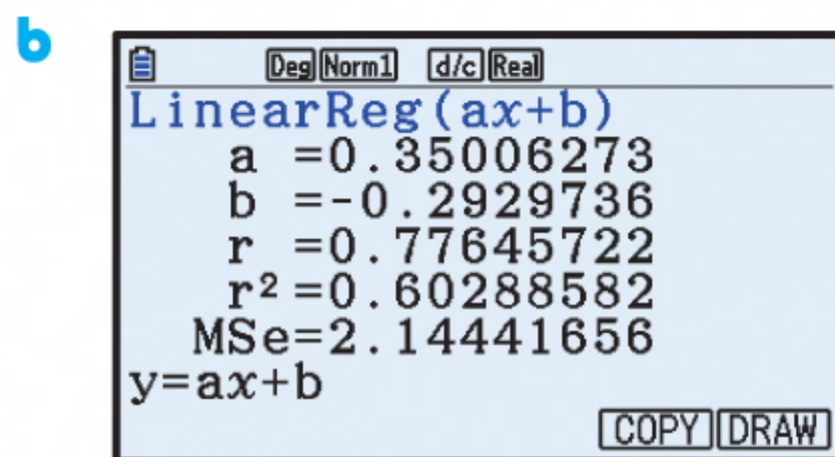 b
Deg Norm1 d/c Real
LinearReg(ax+b)
a =0.35006273
b =-0.2929736
r =0.77645722
r²=0.60288582
MSe=2.14441656
y=ax+b
COPY DRAW